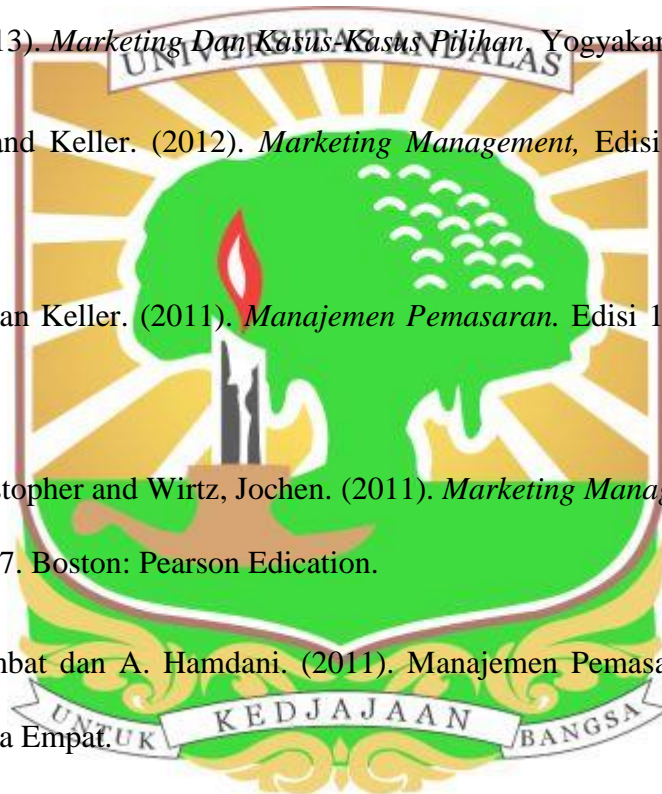 13). Marketing Dan Kasus-Kasus Pilihan. Yogyakar
UNIVERSITAS ANDALAS
and Keller. (2012). Marketing Management, Edisi
an Keller. (2011). Manajemen Pemasaran. Edisi 1
stopher and Wirtz, Jochen. (2011). Marketing Manag
7. Boston: Pearson Edication.
nbat dan A. Hamdani. (2011). Manajemen Pemasa
UNTUK KEDJAJAAN BANGSA
a Empat.